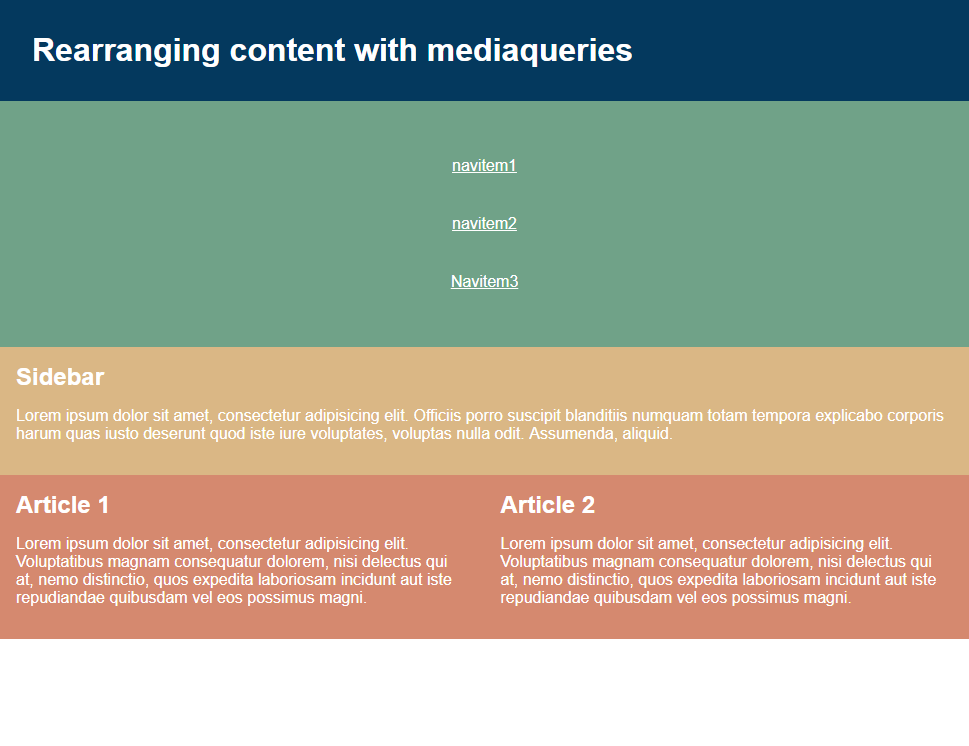 Rearranging content with mediaqueries
navitem1
navitem2
Navitem3
Sidebar
Lorem ipsum dolor sit amet, consectetur adipisicing elit. Officiis porro suscipit blanditiis numquam totam tempora explicabo corporis
harum quas iusto deserunt quod iste iure voluptates, voluptas nulla odit. Assumenda, aliquid.
Article 1
Lorem ipsum dolor sit amet, consectetur adipisicing elit.
Voluptatibus magnam consequatur dolorem, nisi delectus qui
at, nemo distinctio, quos expedita laboriosam incidunt aut iste
repudiandae quibusdam vel eos possimus magni.
Article 2
Lorem ipsum dolor sit amet, consectetur adipisicing elit.
Voluptatibus magnam consequatur dolorem, nisi delectus qui
at, nemo distinctio, quos expedita laboriosam incidunt aut iste
repudiandae quibusdam vel eos possimus magni.